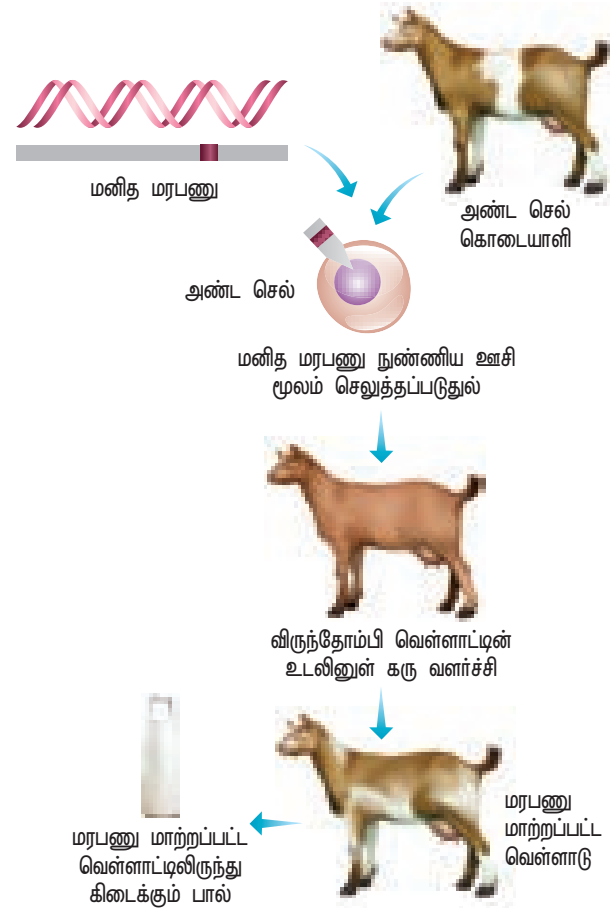 மனித மரபணு
அண்ட செல்
கொடையாளி
அண்ட செல்
மனித மரபணு நுண்ணிய ஊசி
மூலம் செலுத்தப்படுதுல்
விருந்தோம்பி வெள்ளாட்டின்
உடலினுள் கரு வளர்ச்சி
மரபணு
மாற்றப்பட்ட
வெள்ளாடு
மரபணு மாற்றப்பட்ட
வெள்ளாட்டிலிருந்து
கிடைக்கும் பால்